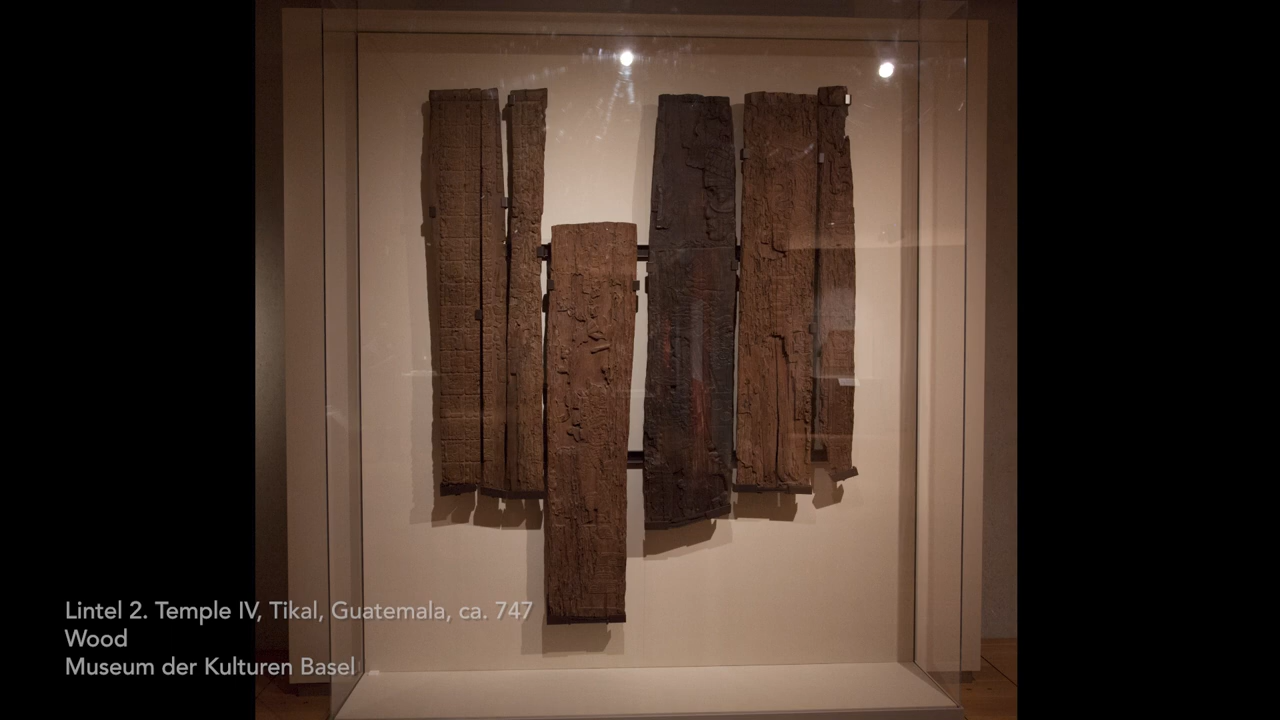 Lintel 2. Temple IV, Tikal, Guatemala, ca. 747
Wood
Museum der Kulturen Basel